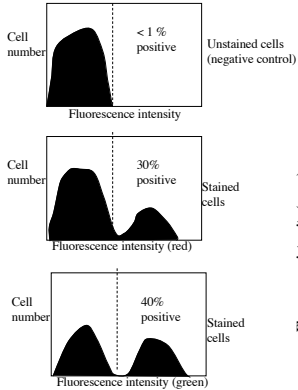 Cell
number
< 1 %
positive
Unstained cells
(negative control)
Fluorescence intensity
Cell
number
30%
positive
Stained
cells
Fluorescence intensity (red)
Cell
number
40%
positive
Stained
cells
Fluorescence intensity (green)